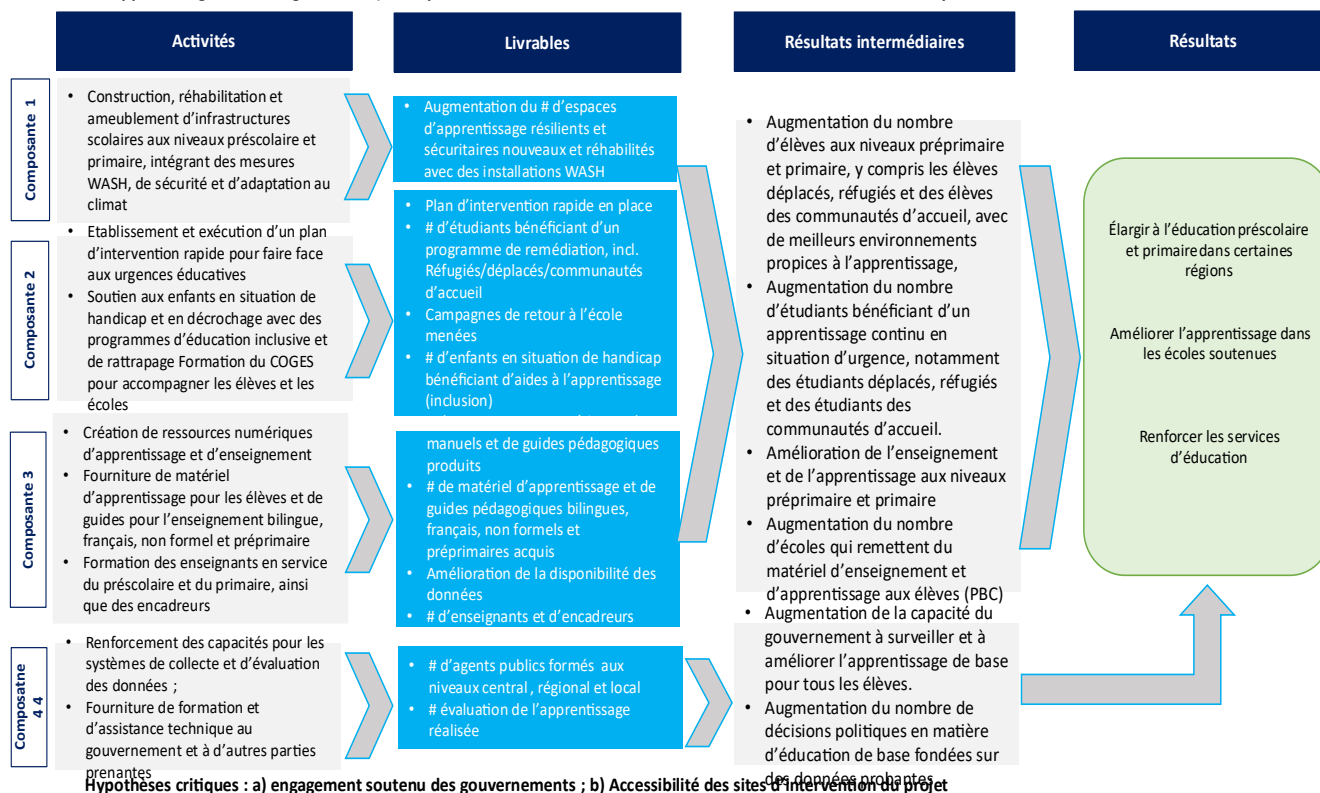 Activités
Livrables
Résultats intermédiaires
Résultats
Composante 1
• Construction, réhabilitation et
ameublement d'infrastructures
scolaires aux niveaux préscolaire et
primaire, intégrant des mesures
WASH, de sécurité et d'adaptation au
climat
Composante 2
• Etablissement et exécution d'un plan
d'intervention rapide pour faire face
aux urgences éducatives
• Soutien aux enfants en situation de
handicap et en décrochage avec des
programmes d'éducation inclusive et
de rattrapage Formation du COGES
pour accompagner les élèves et les
écoles
Composante 3
• Création de ressources numériques
d'apprentissage et d'enseignement
• Fourniture de matériel
d'apprentissage pour les élèves et de
guides pour l'enseignement bilingue,
français, non formel et préprimaire
• Formation des enseignants en service
du préscolaire et du primaire, ainsi
que des encadreurs
Composatne
4 4
• Renforcement des capacités pour les
systèmes de collecte et d'évaluation
des données ;
• Fourniture de formation et
d'assistance technique au
gouvernement et à d'autres parties
prenantes
• Augmentation du # d'espaces
d'apprentissage résilients et
sécuritaires nouveaux et réhabilités
avec des installations WASH
• Plan d'intervention rapide en place
• # d'étudiants bénéficiant d'un
programme de remédiation, incl.
Réfugiés/déplacés/communautés
d'accueil
• Campagnes de retour à l'école
menées
• # d'enfants en situation de handicap
bénéficiant d'aides à l'apprentissage
(inclusion)
manuels et de guides pédagogiques
produits
• # de matériel d'apprentissage et de
guides pédagogiques bilingues,
français, non formels et
préprimaires acquis
• Amélioration de la disponibilité des
données
• # d'enseignants et d'encadreurs
• # d'agents publics formés aux
niveaux central , régional et local
• # évaluation de l'apprentissage
réalisée
• Augmentation du nombre
d'élèves aux niveaux préprimaire
et primaire, y compris les élèves
déplacés, réfugiés et des élèves
des communautés d'accueil, avec
de meilleurs environnements
propices à l'apprentissage,
• Augmentation du nombre
d'étudiants bénéficiant d'un
apprentissage continu en
situation d'urgence, notamment
des étudiants déplacés, réfugiés
et des étudiants des
communautés d'accueil.
• Amélioration de l'enseignement
et de l'apprentissage aux niveaux
préprimaire et primaire
• Augmentation du nombre
d'écoles qui remettent du
matériel d'enseignement et
d'apprentissage aux élèves (PBC)
• Augmentation de la capacité du
gouvernement à surveiller et à
améliorer l'apprentissage de base
pour tous les élèves.
• Augmentation du nombre de
décisions politiques en matière
d'éducation de base fondées sur
des données probantes
Élargir à l'éducation préscolaire
et primaire dans certaines
régions
Améliorer l'apprentissage dans
les écoles soutenues
Renforcer les services
d'éducation
Hypothèses critiques : a) engagement soutenu des gouvernements ; b) Accessibilité des sites d'intervention du projet